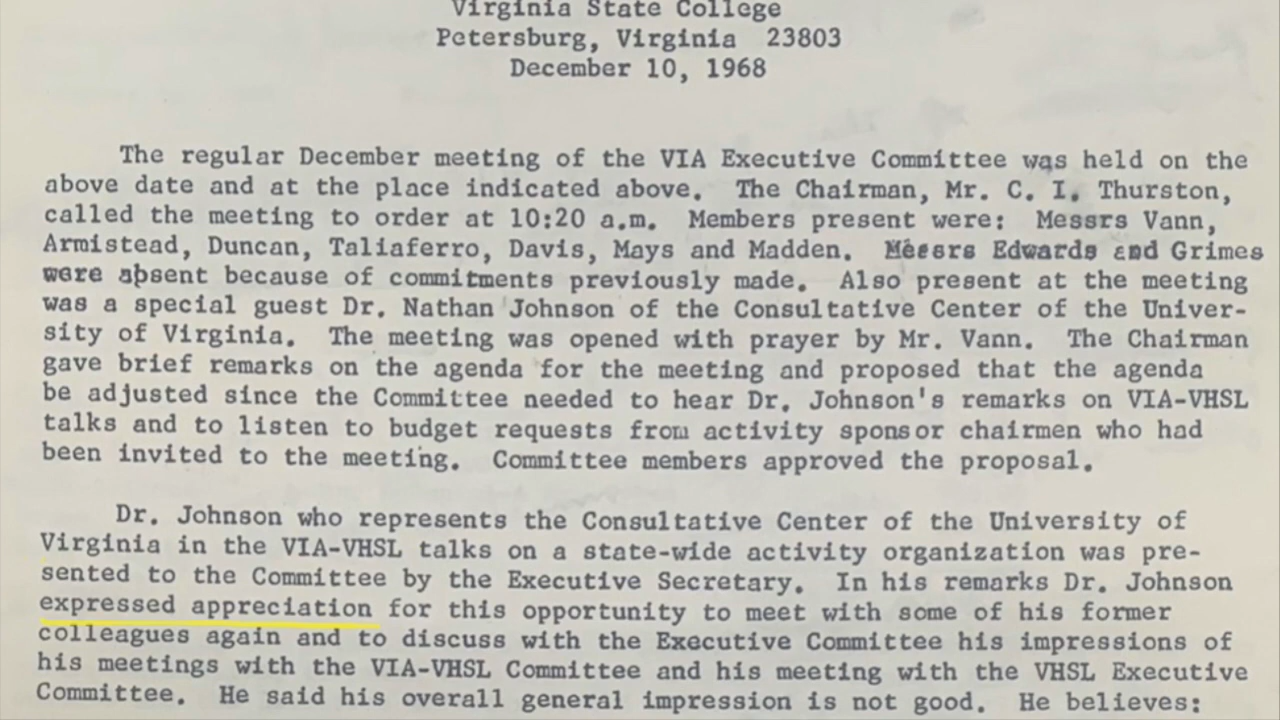 Virginia State College
Petersburg, Virginia 23803
December 10, 1968
The regular December meeting of the VIA Executive Committee was held on the
above date and at the place indicated above. The Chairman, Mr. C. I. Thurston,
called the meeting to order at 10:20 a.m. Members present were: Messrs Vann,
Armistead, Duncan, Taliaferro, Davis, Mays and Madden. Messrs Edwards and Grimes
were absent because of commitments previously made. Also present at the meeting
was a special guest Dr. Nathan Johnson of the Consultative Center of the Univer-
sity of Virginia. The meeting was opened with prayer by Mr. Vann. The Chairman
gave brief remarks on the agenda for the meeting and proposed that the agenda
be adjusted since the Committee needed to hear Dr. Johnson's remarks on VIA-VHSL
talks and to listen to budget requests from activity sponsor chairmen who had
been invited to the meeting. Committee members approved the proposal.
Dr. Johnson who represents the Consultative Center of the University of
Virginia in the VIA-VHSL talks on a state-wide activity organization was pre-
sented to the Committee by the Executive Secretary. In his remarks Dr. Johnson
expressed appreciation for this opportunity to meet with some of his former
colleagues again and to discuss with the Executive Committee his impressions of
his meetings with the VIA-VHSL Committee and his meeting with the VHSL Executive
Committee. He said his overall general impression is not good. He believes: